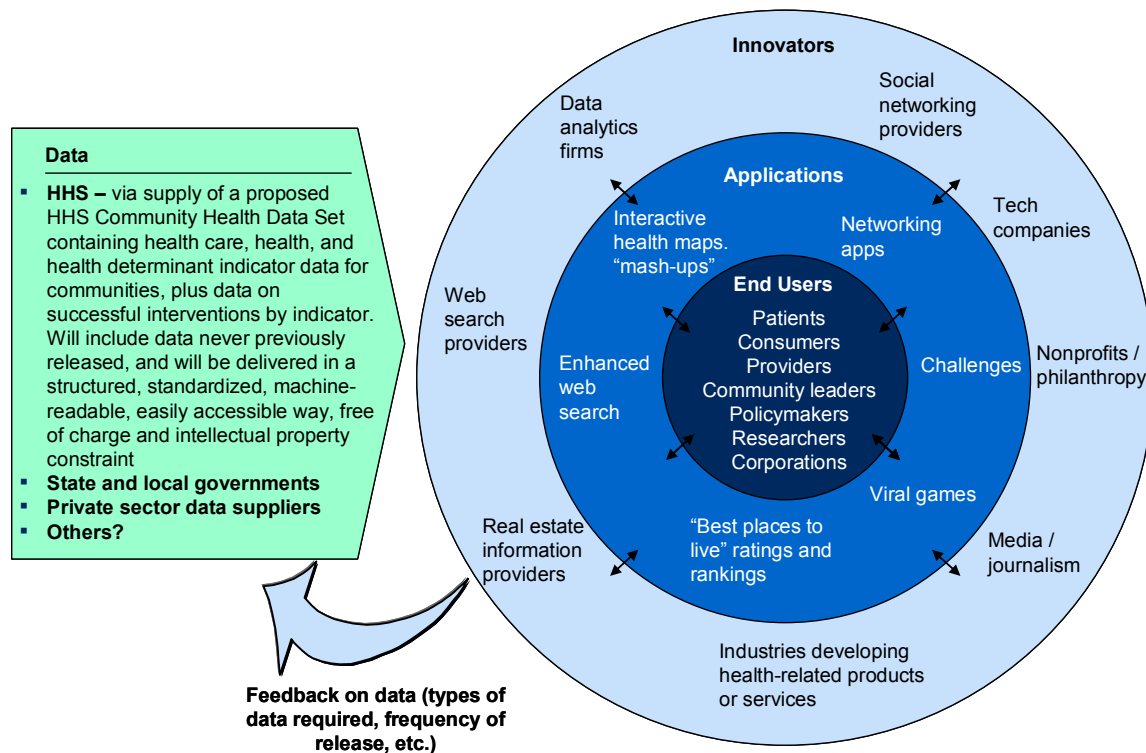 Data
▪ HHS – via supply of a proposed
HHS Community Health Data Set
containing health care, health, and
health determinant indicator data for
communities, plus data on
successful interventions by indicator.
Will include data never previously
released, and will be delivered in a
structured, standardized, machine-
readable, easily accessible way, free
of charge and intellectual property
constraint
▪ State and local governments
▪ Private sector data suppliers
▪ Others?
Feedback on data (types of
data required, frequency of
release, etc.)
Innovators
Data
analytics
firms
Social
networking
providers
Tech
companies
Web
search
providers
Nonprofits /
philanthropy
Real estate
information
providers
Media /
journalism
Industries developing
health-related products
or services
Applications
Interactive
health maps.
“mash-ups”
Networking
apps
Enhanced
web
search
Challenges
Viral games
“Best places to
live” ratings and
rankings
End Users
Patients
Consumers
Providers
Community leaders
Policymakers
Researchers
Corporations